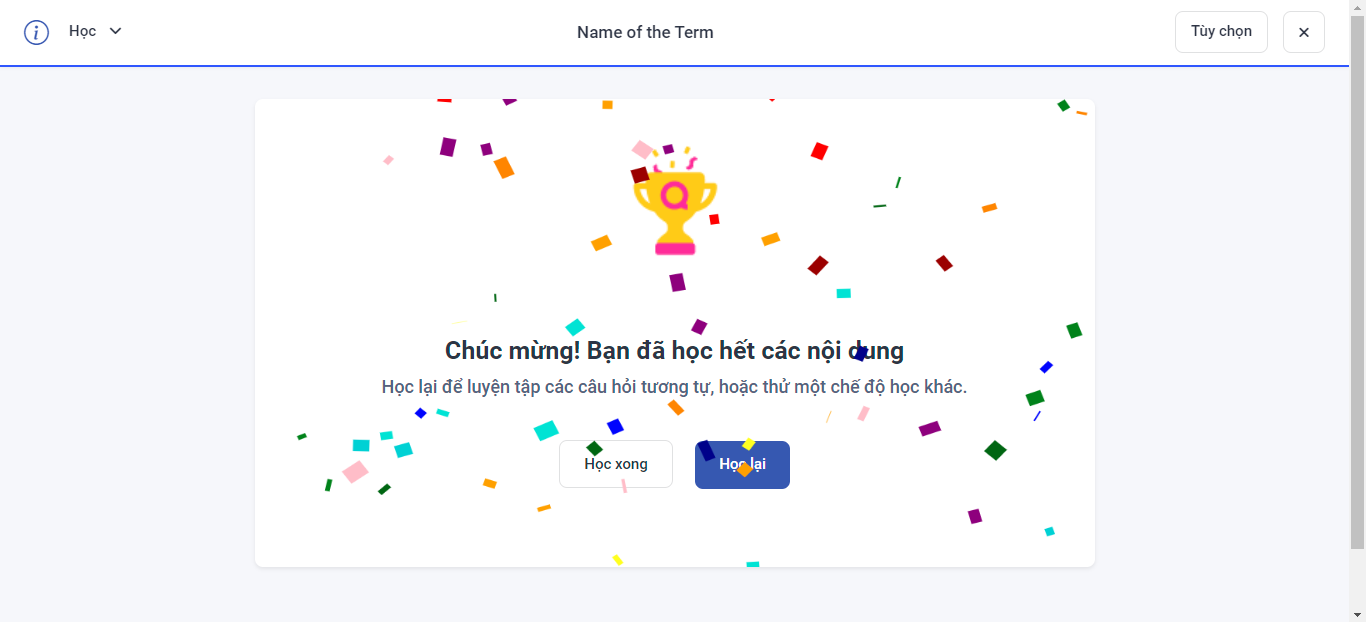 Học
Name of the Term
Tùy chọn
Chúc mừng! Bạn đã học hết các nội dung
Học lại để luyện tập các câu hỏi tương tự, hoặc thử một chế độ học khác.
Học xong
Học lại